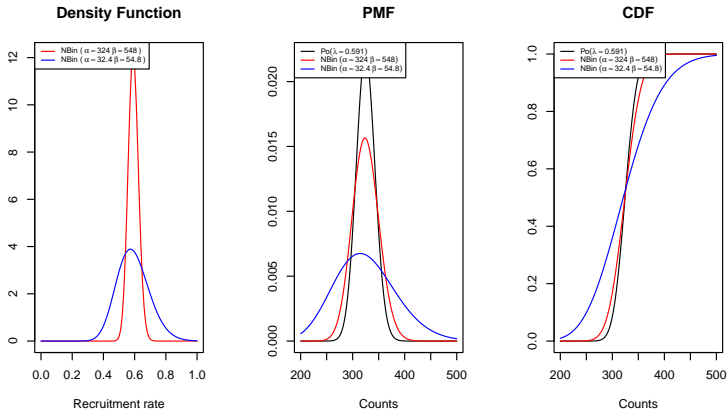 Density Function
NBin ( α = 324 β = 548)
NBin ( α = 32.4 β = 54.8)
0
2
4
6
8
10
12
0.0
0.2
0.4
0.6
0.8
1.0
Recruitment rate
PMF
Po(λ = 0.591)
NBin ( α = 324 β = 548)
NBin ( α = 32.4 β = 54.8)
0.000
0.005
0.010
0.015
0.020
200
300
400
500
Counts
CDF
Po(λ = 0.591)
NBin ( α = 324 β = 548)
NBin ( α = 32.4 β = 54.8)
0.0
0.2
0.4
0.6
0.8
1.0
200
300
400
500
Counts